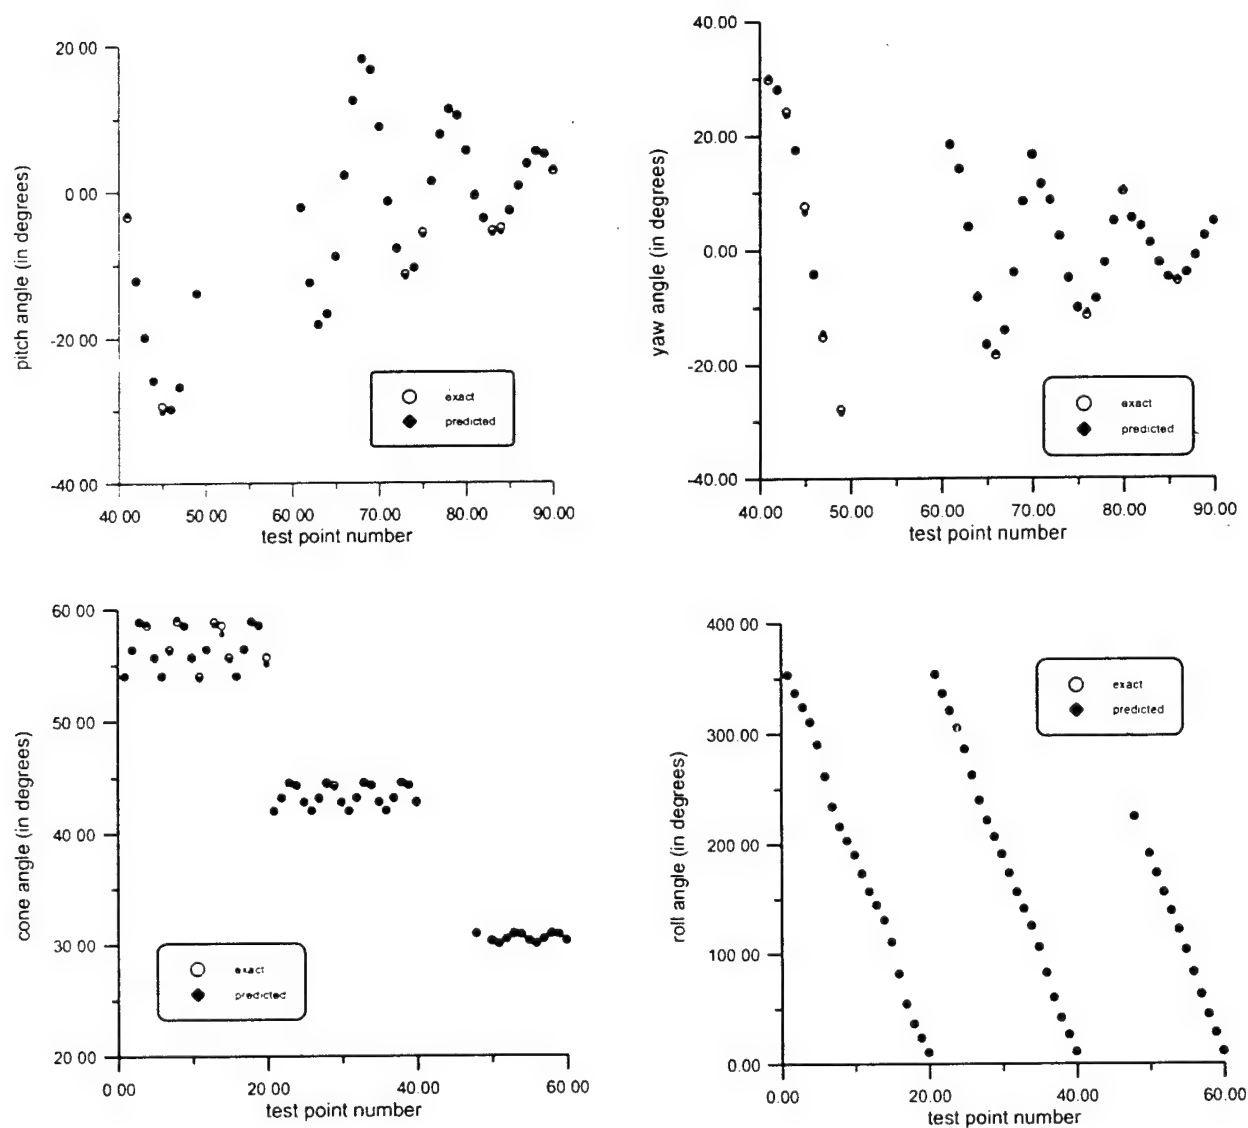 20 00
0 00
-20.00
-40 00
40 00
50 00
60 00
70.00
80.00
90.00
pitch angle (in degrees)
test point number
exact
predicted
40.00
20.00
0.00
-20.00
-40.00
40.00
50.00
60.00
70.00
80.00
90.00
yaw angle (in degrees)
test point number
exact
predicted
60 00
50 00
40 00
30 00
20 00
0 00
20 00
40.00
60.00
cone angle (in degrees)
test point number
exact
predicted
400 00
300.00
200 00
100 00
0.00
0.00
20.00
40.00
60.00
roll angle (in degrees)
test point number
exact
predicted